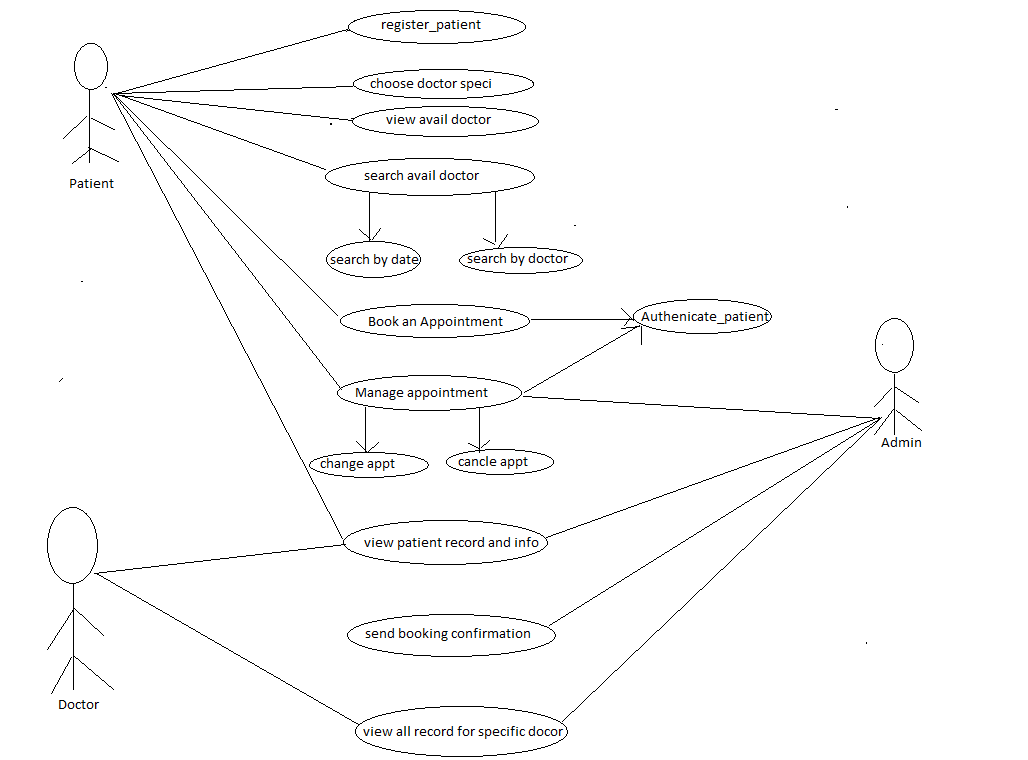 register_patient
choose doctor speci
view avail doctor
Patient
search avail doctor
search by date
search by doctor
Book an Appointment
Authenicate_patient
Manage appointment
Admin
change appt
cancle appt
view patient record and info
send booking confirmation
Doctor
view all record for specific docor